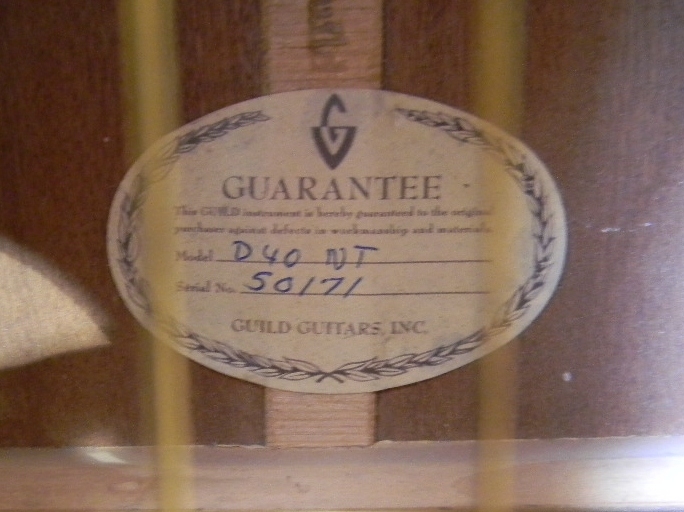 G
GUARANTEE
This GUILD instrument is hereby guaranteed to the original
purchaser against defects in workmanship and materials.
Model D40 NT
Serial No. 50171
GUILD GUITARS, INC.